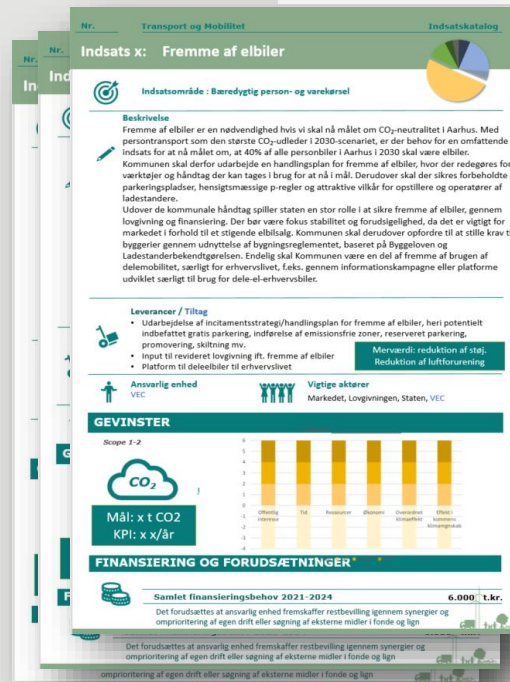 Nr. Transport og Mobilitet Indsatskatalog
Indsats x: Fremme af elbiler
Indsatsområde : Bæredygtig person- og varekørsel
Beskrivelse
Fremme af elbiler er en nødvendighed hvis vi skal nå målet om CO₂-neutralitet i Aarhus. Med
persontransport som den største CO₂-udleder i 2030-scenariet, er der behov for en omfattende
indsats for at nå målet om, at 40% af alle personbiler i Aarhus i 2030 skal være elbiler.
Kommunen skal derfor udarbejde en handlingsplan for fremme af elbiler, hvor der redegøres for
værktøjer og håndtag der kan tages i brug for at nå i mål. Derudover skal der sikres forbeholdte
parkeringspladser, hensigtsmæssige p-regler og attraktive vilkår for opstillere og operatører af
ladestandere.
Udover de kommunale håndtag spiller staten en stor rolle i at sikre fremme af elbiler, gennem
lovgivning og finansiering. Der bør være fokus stabilitet og forudsigelighed, da det er vigtigt for
markedet i forhold til et stigende elbilsalg. Kommunen skal derudover opfordre til at stille krav t
byggerier gennem udnyttelse af bygningsreglementet, baseret på Byggeloven og
Ladestanderbekendtgørelsen. Endelig skal Kommunen være en del af fremme af brugen af
delemobilitet, særligt for erhvervslivet, f.eks. gennem informationskampagne eller platforme
udviklet særligt til brug for dele-el-erhvervsbiler.
Leverancer / Tiltag
• Udarbejdelse af incitamentsstrategi/handlingsplan for fremme af elbiler, heri potentielt
indbefattet gratis parkering, indførelse af emissionsfrie zoner, reserveret parkering,
promovering, skiltning mv.
• Input til revideret lovgivning ift. fremme af elbiler
• Platform til deleelbiler til erhvervslivet
Merværdi: reduktion af støj.
Reduktion af luftforurening
Ansvarlig enhed
VEC
Vigtige aktører
Markedet, Lovgivningen, Staten, VEC
GEVINSTER
Scope 1-2
CO₂
Mål: x t CO2
KPI: x x/år
6
5
4
3
2
1
0
-1
-2
-3
-4
Offentlig interesse
Tid
Ressourcer
Økonomi
Overordnet klimaeffekt
Effekt i kommens klimaregnskab
FINANSIERING OG FORUDSÆTNINGER
Samlet finansieringsbehov 2021-2024 6.000 t.kr.
Det forudsættes at ansvarlig enhed fremskaffer restbevilling igennem synergier og
omprioritering af egen drift eller søgning af eksterne midler i fonde og lign
Det forudsættes at ansvarlig enhed fremskaffer restbevilling igennem synergier og
omprioritering af egen drift eller søgning af eksterne midler i fonde og lign
omprioritering af egen drift eller søgning af eksterne midler i fonde og lign
Nr.
Ind
Nr.
In
G
F